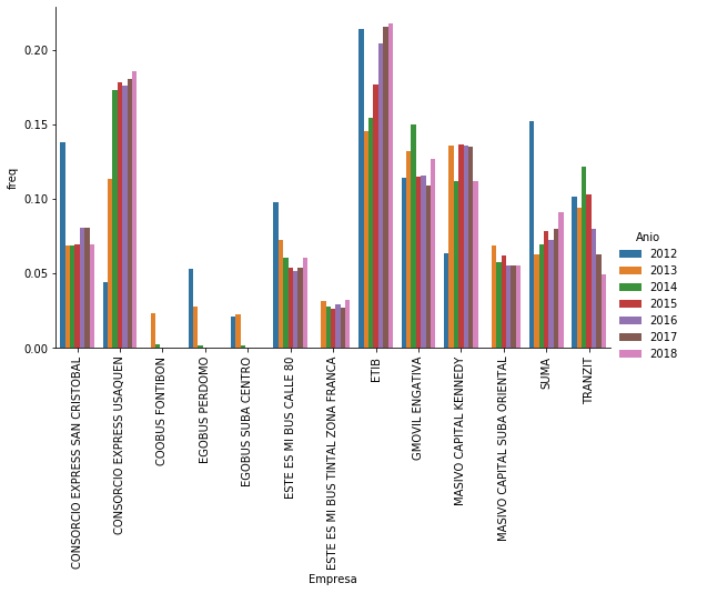 0.20
0.15
0.10
0.05
0.00
freq
CONSORCIO EXPRESS SAN CRISTOBAL
CONSORCIO EXPRESS USAQUEN
COOBUS FONTIBON
EGOBUS PERDOMO
EGOBUS SUBA CENTRO
ESTE ES MI BUS CALLE 80
ESTE ES MI BUS TINTAL ZONA FRANCA
ETIB
GMOVIL ENGATIVA
MASIVO CAPITAL KENNEDY
MASIVO CAPITAL SUBA ORIENTAL
SUMA
TRANZIT
Empresa
Anio
2012
2013
2014
2015
2016
2017
2018